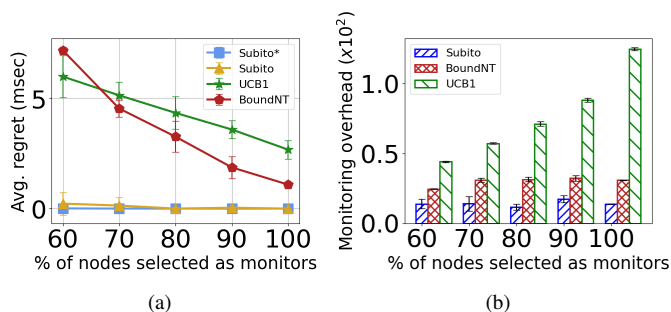 Avg. regret (msec)
5
0
Subito*
Subito
UCB1
BoundNT
60 70 80 90 100
% of nodes selected as monitors
(a)
Monitoring overhead (x10²)
1.0
0.5
0.0
Subito
BoundNT
UCB1
60 70 80 90 100
% of nodes selected as monitors
(b)